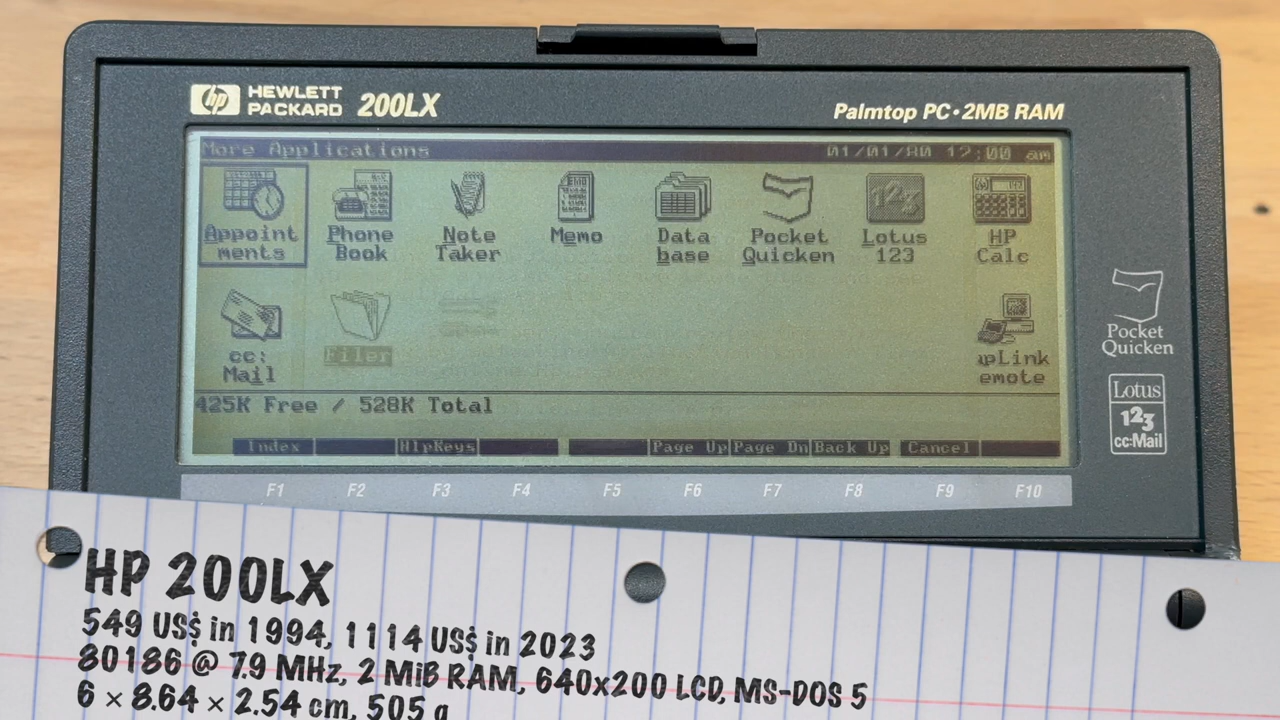 hp HEWLETT PACKARD 200LX
Palmtop PC • 2MB RAM
More Applications 01/01/80 12:00 am
Appoint
ments
Phone
Book
Note
Taker
Memo
Data
base
Pocket
Quicken
Lotus
123
HP
Calc
cc:
Mail
Filer
upLink
emote
425K Free / 528K Total
Index HlpKeys Page Up Page Dn Back Up Cancel
F1 F2 F3 F4 F5 F6 F7 F8 F9 F10
Pocket
Quicken
Lotus
123
cc:Mail
HP 200LX
549 US$ in 1994, 1114 US$ in 2023
80186 @ 7.9 MHz, 2 MiB RAM, 640x200 LCD, MS-DOS 5
6 × 8.64 × 2.54 cm, 505 g